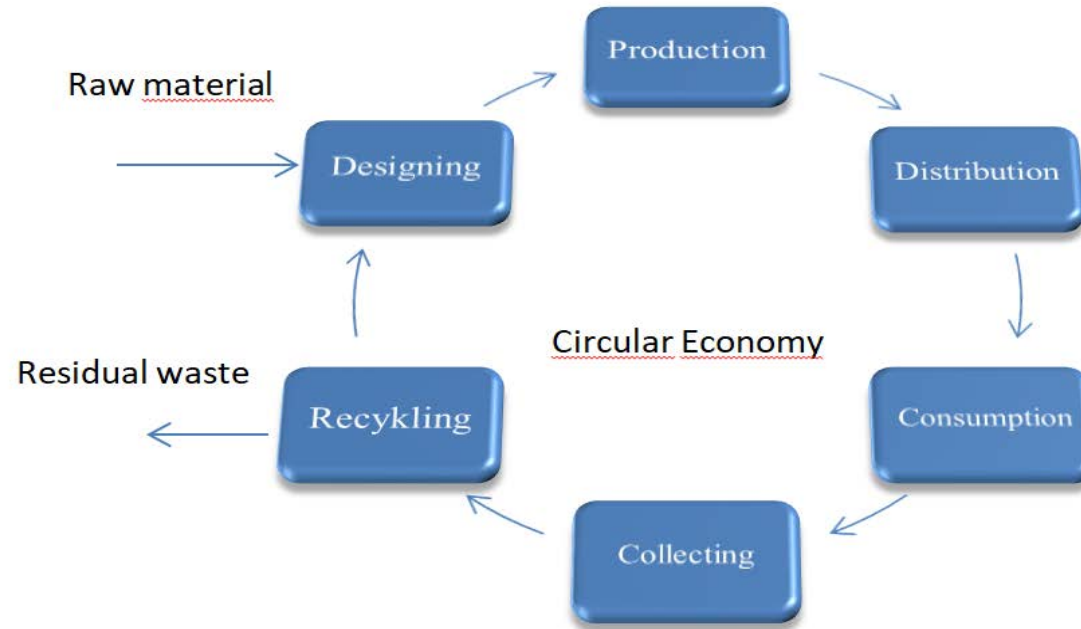 Production
Raw material
Designing
Distribution
Circular Economy
Residual waste
Recykling
Consumption
Collecting